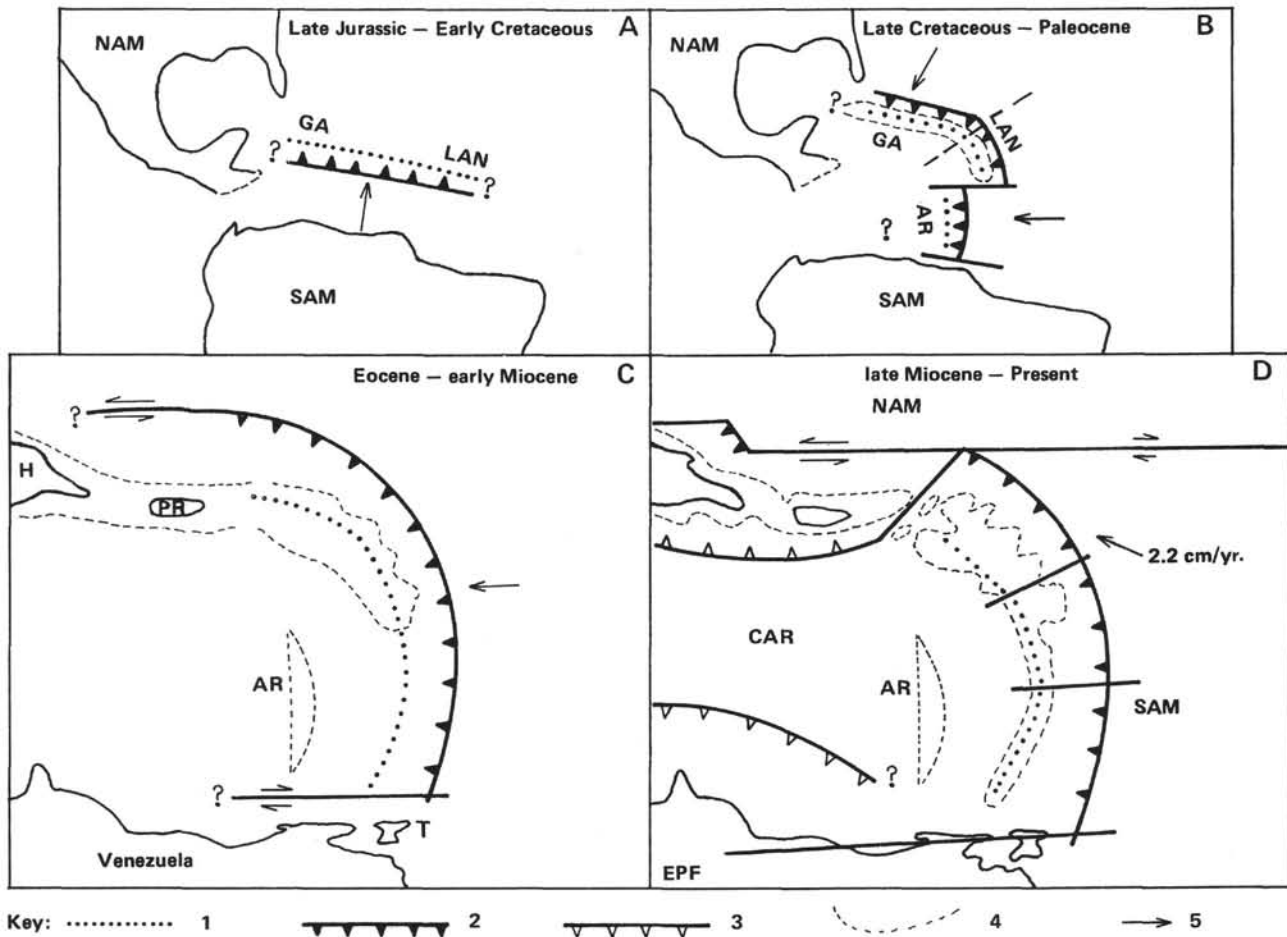 Late Jurassic — Early Cretaceous A
NAM
GA
LAN
?
?
SAM
Late Cretaceous — Paleocene B
NAM
?
LAN
GA
AR
?
SAM
Eocene — early Miocene C
?
H
PR
AR
?
T
Venezuela
late Miocene — Present D
NAM
2.2 cm/yr.
CAR
AR
SAM
?
EPF
Key: 1 2 3 4 5